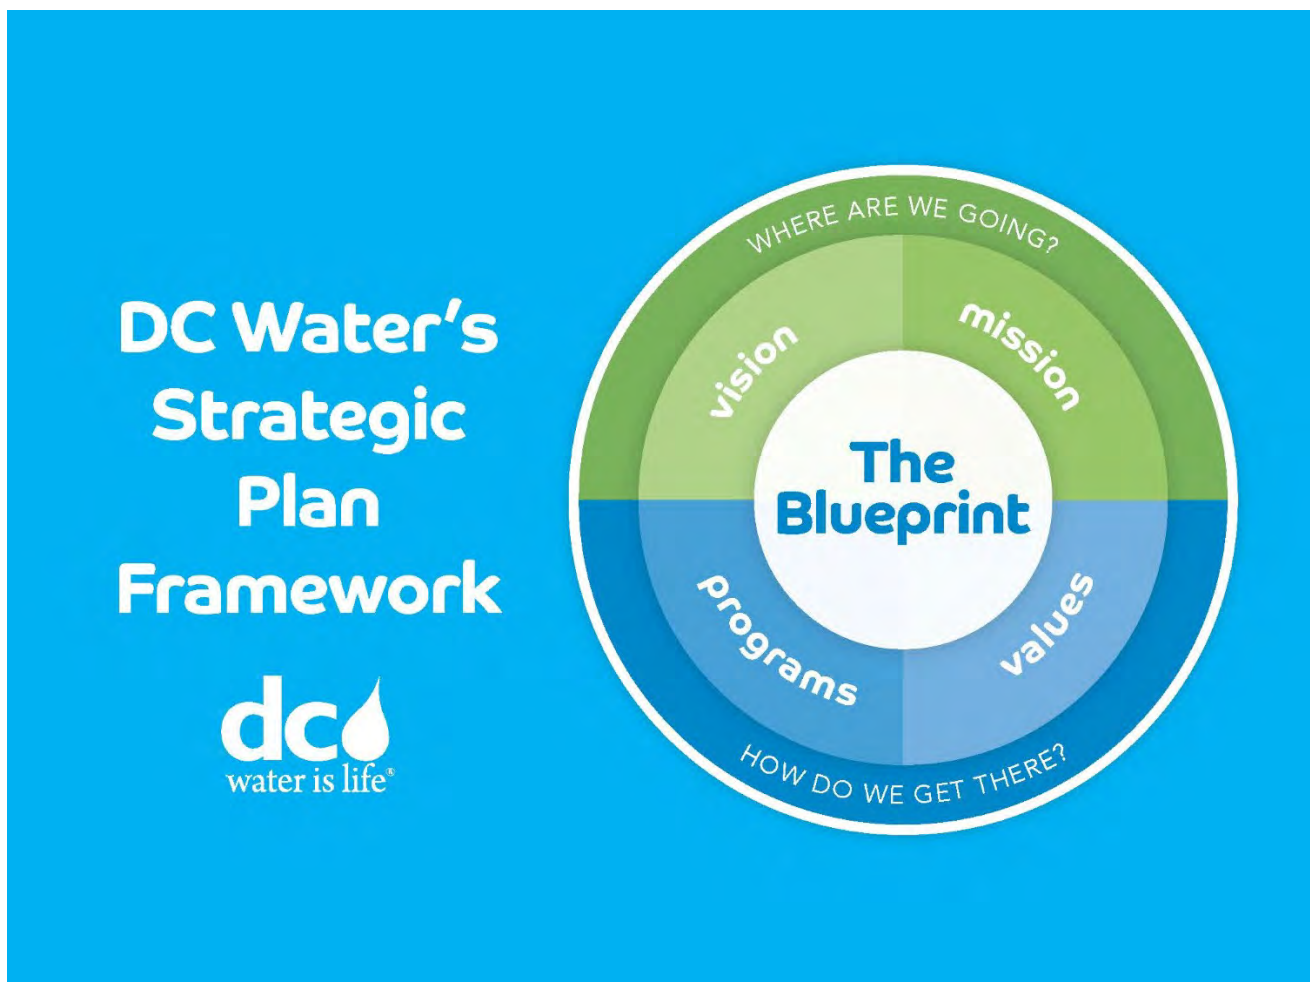 DC Water's
Strategic
Plan
Framework
dc
water is life®
WHERE ARE WE GOING?
vision
mission
The
Blueprint
programs
values
HOW DO WE GET THERE?